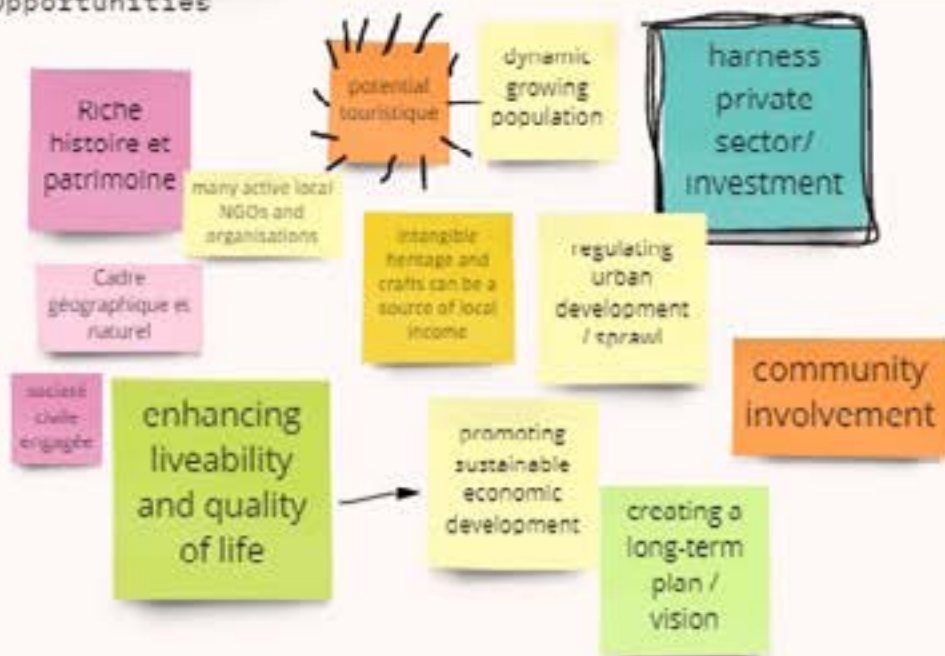 Opportunities
Riche
histoire et
patrimoine
potential
touristique
dynamic
growing
population
harness
private
sector/
investment
many active local
NGOs and
organisations
Intangible
heritage and
crafts can be a
source of local
income
regulating
urban
development
/ sprawl
Cadre
géographique et
naturel
société
civile
engagée
enhancing
liveability
and quality
of life
promoting
sustainable
economic
development
community
involvement
creating a
long-term
plan /
vision